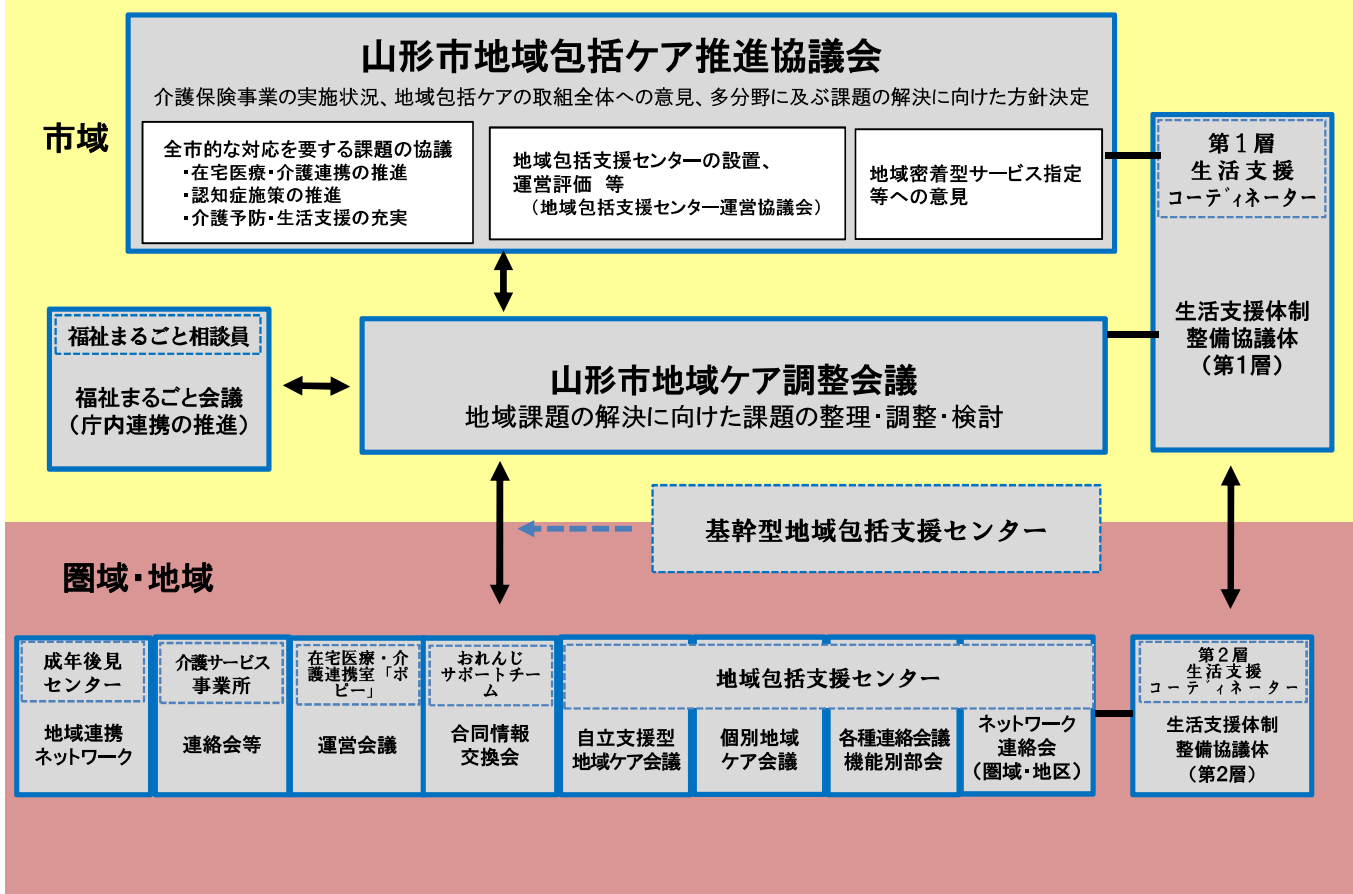 山形市地域包括ケア推進協議会
介護保険事業の実施状況、地域包括ケアの取組全体への意見、多分野に及ぶ課題の解決に向けた方針決定
市域
全市的な対応を要する課題の協議
・在宅医療・介護連携の推進
・認知症施策の推進
・介護予防・生活支援の充実
地域包括支援センターの設置、
運営評価 等
（地域包括支援センター運営協議会）
地域密着型サービス指定
等への意見
第１層
生活支援
コーディネーター
生活支援体制
整備協議体
（第1層）
福祉まるごと相談員
福祉まるごと会議
（庁内連携の推進）
山形市地域ケア調整会議
地域課題の解決に向けた課題の整理・調整・検討
基幹型地域包括支援センター
圏域・地域
成年後見
センター
地域連携
ネットワーク
介護サービス
事業所
連絡会等
在宅医療・介
護連携室「ポ
ピー」
運営会議
おれんじ
サポートチー
ム
合同情報
交換会
地域包括支援センター
自立支援型
地域ケア会議
個別地域
ケア会議
各種連絡会議
機能別部会
ネットワーク
連絡会
（圏域・地区）
第２層
生活支援
コーディネーター
生活支援体制
整備協議体
（第2層）